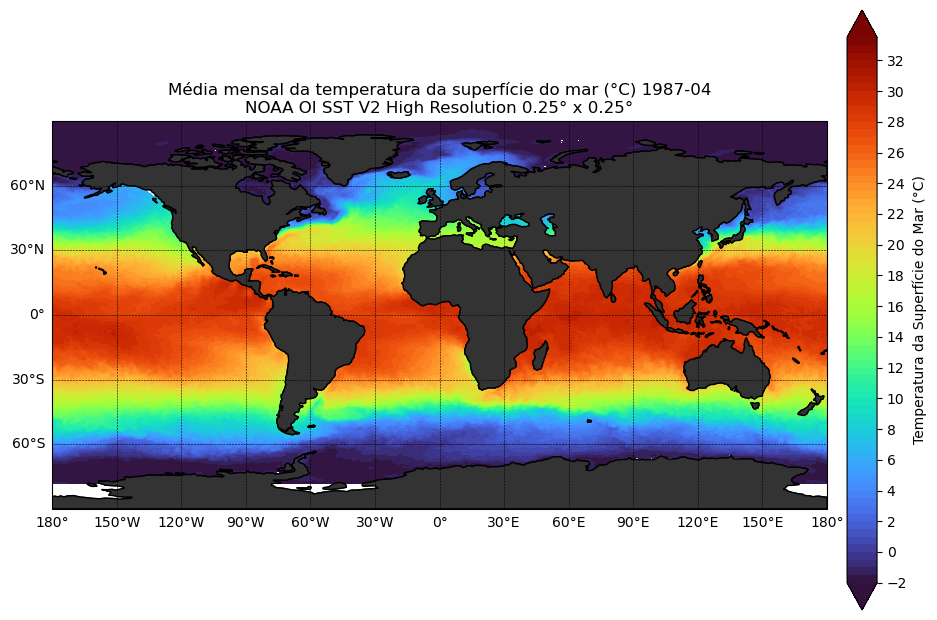 Média mensal da temperatura da superfície do mar (°C) 1987-04
NOAA OI SST V2 High Resolution 0.25° x 0.25°
60°N
30°N
0°
30°S
60°S
180°
150°W
120°W
90°W
60°W
30°W
0°
30°E
60°E
90°E
120°E
150°E
180°
32
30
28
26
24
22
20
18
16
14
12
10
8
6
4
2
0
−2
Temperatura da Superfície do Mar (°C)